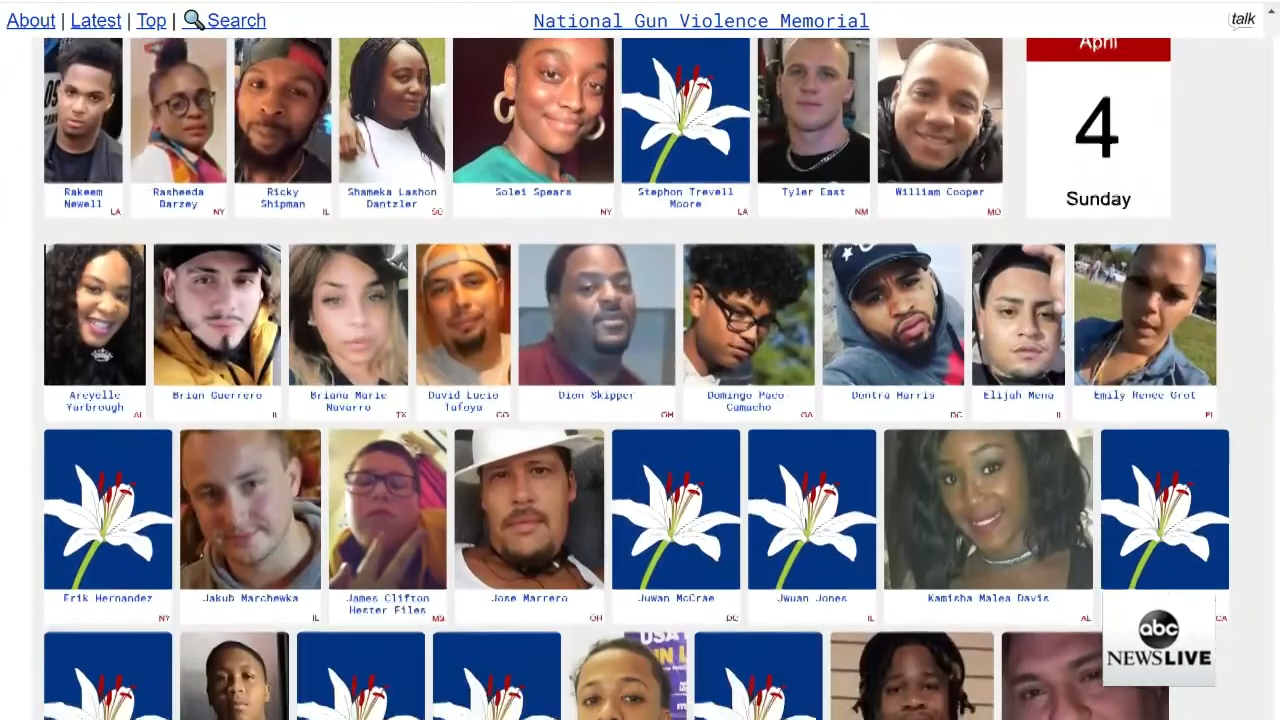 About | Latest | Top | Search
National Gun Violence Memorial
talk
April
4
Sunday
Rakeem
Newell
LA
Rasheeda
Barzey
NY
Ricky
Shipman
IL
Shameka Lashon
Dantzler
SC
Solei Spears
NY
Stephon Trevell
Moore
LA
Tyler East
NM
William Cooper
MO
Areyelle
Yarbrough
AL
Brian Guerrero
IL
Briana Marie
Navarro
TX
David Lucio
Tafoya
CO
Dion Skipper
OH
Domingo Paco-
Camacho
GA
Dontra Harris
DC
Elijah Mena
IL
Emily Renee Grot
FL
Erik Hernandez
NY
Jakub Marchewka
IL
James Clifton
Hester Files
MS
Jose Marrero
OH
Juwan McCrae
DC
Jwuan Jones
IL
Kamisha Malea Davis
AL
CA
USA
IN L
abc
NEWS LIVE